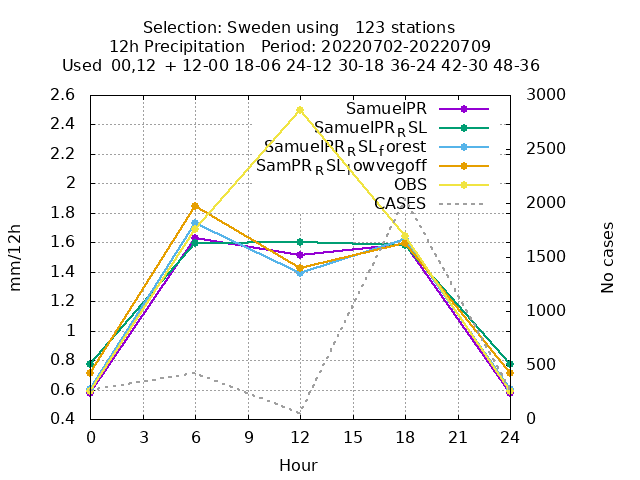 Selection: Sweden using 123 stations
12h Precipitation Period: 20220702-20220709
Used 00,12 + 12-00 18-06 24-12 30-18 36-24 42-30 48-36
SamuelPR
SamuelPR_RSL
SamuelPR_RSL_forest
SamPR_RSL_lowvegoff
OBS
CASES
mm/12h
2.6
2.4
2.2
2
1.8
1.6
1.4
1.2
1
0.8
0.6
0.4
3000
2500
2000
1500
1000
500
0
No cases
0 3 6 9 12 15 18 21 24
Hour